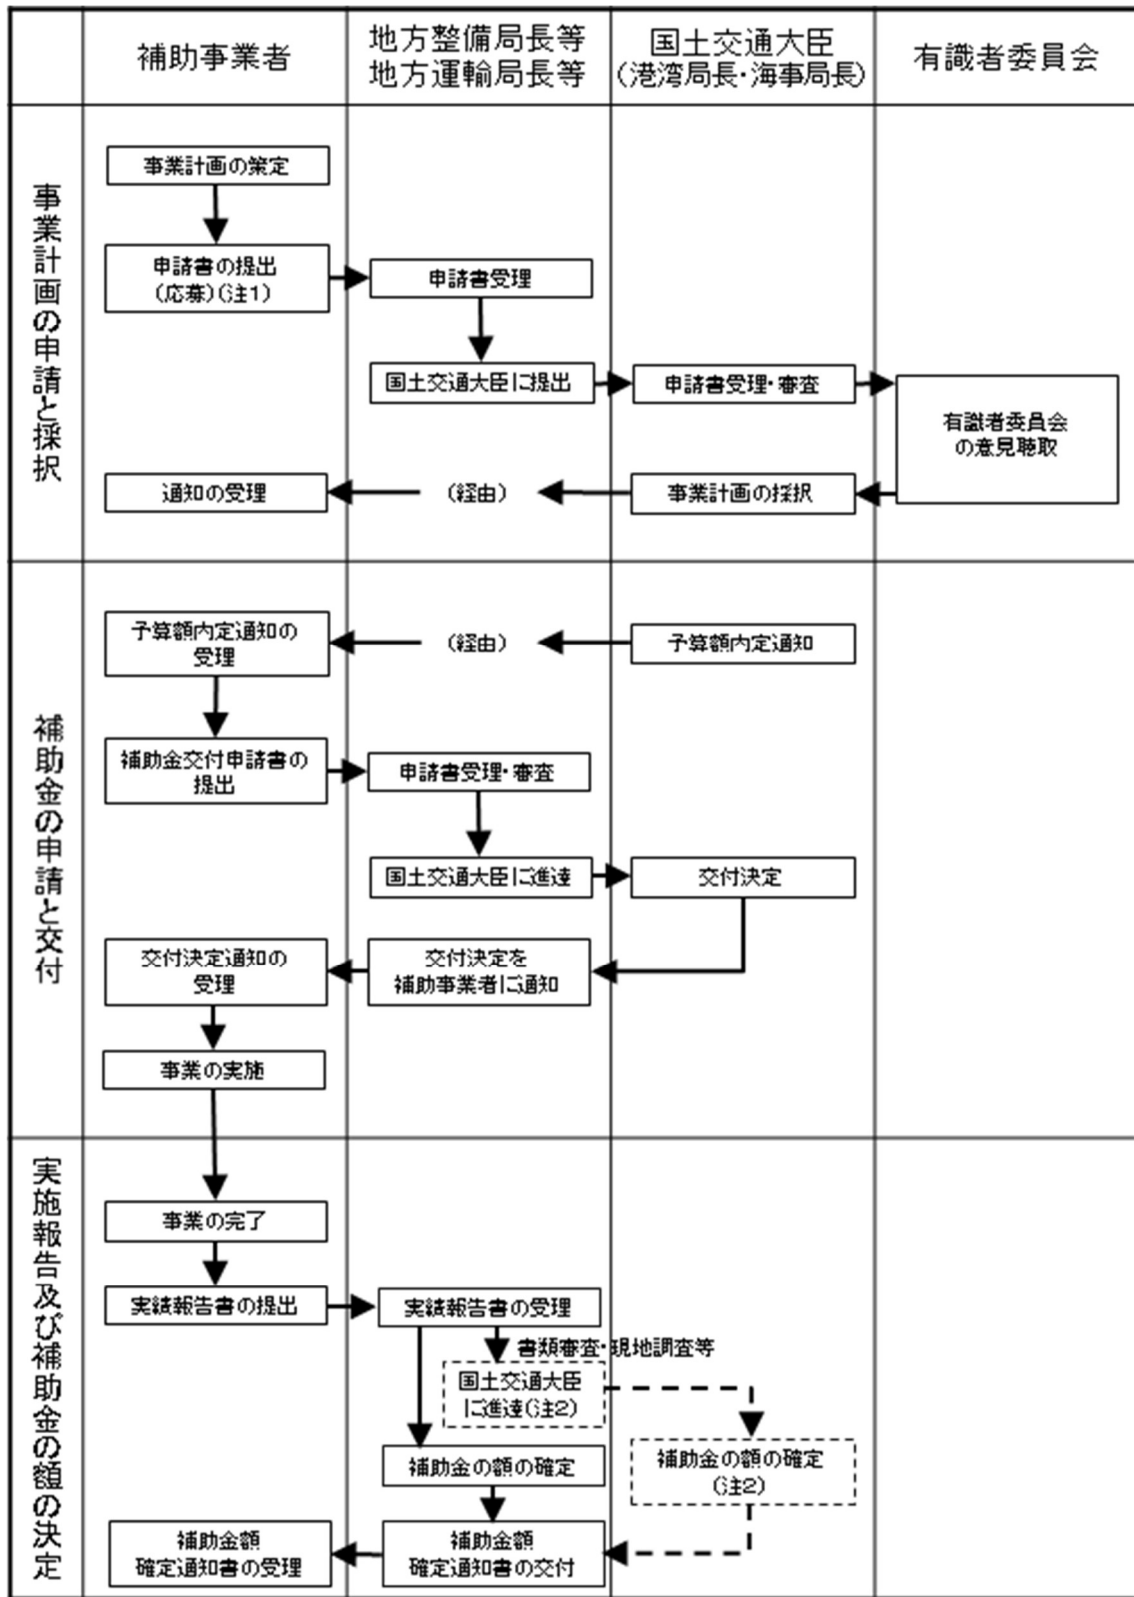 補助事業者
地方整備局長等
地方運輸局長等
国土交通大臣
(港湾局長・海事局長)
有識者委員会
事業計画の申請と採択
事業計画の策定
申請書の提出
(応募)(注1)
申請書受理
国土交通大臣に提出
申請書受理・審査
有識者委員会
の意見聴取
通知の受理
(経由)
事業計画の採択
補助金の申請と交付
予算額内定通知の
受理
(経由)
予算額内定通知
補助金交付申請書の
提出
申請書受理・審査
国土交通大臣に進達
交付決定
交付決定通知の
受理
交付決定を
補助事業者に通知
事業の実施
実施報告及び補助金の額の決定
事業の完了
実績報告書の提出
実績報告書の受理
書類審査・現地調査等
国土交通大臣
に進達(注2)
補助金の額の確定
補助金の額の確定
(注2)
補助金額
確定通知書の受理
補助金額
確定通知書の交付